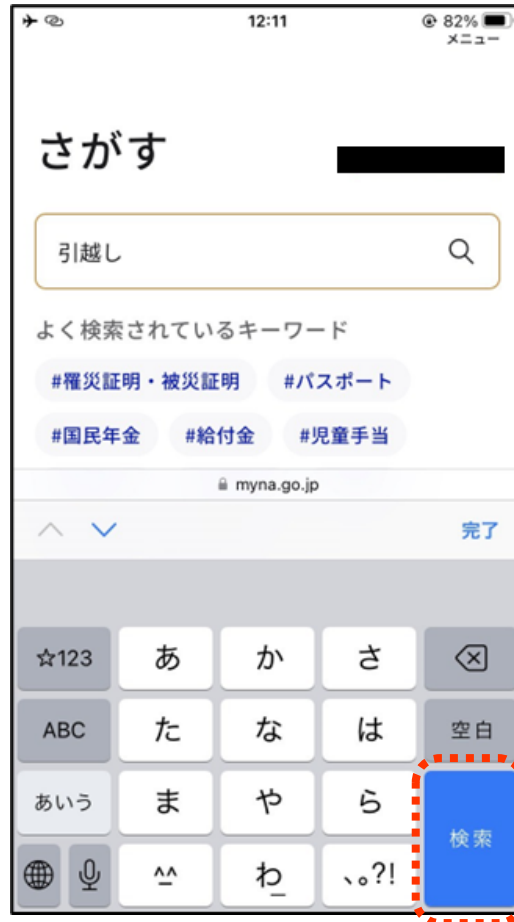 12:11
82%
メニュー
さがす
引越し
よく検索されているキーワード
#罹災証明・被災証明 #パスポート
#国民年金 #給付金 #児童手当
myna.go.jp
完了
☆123 あ か さ
ABC た な は 空白
あいう ま や ら 検索
^^ わ_ 、。?!